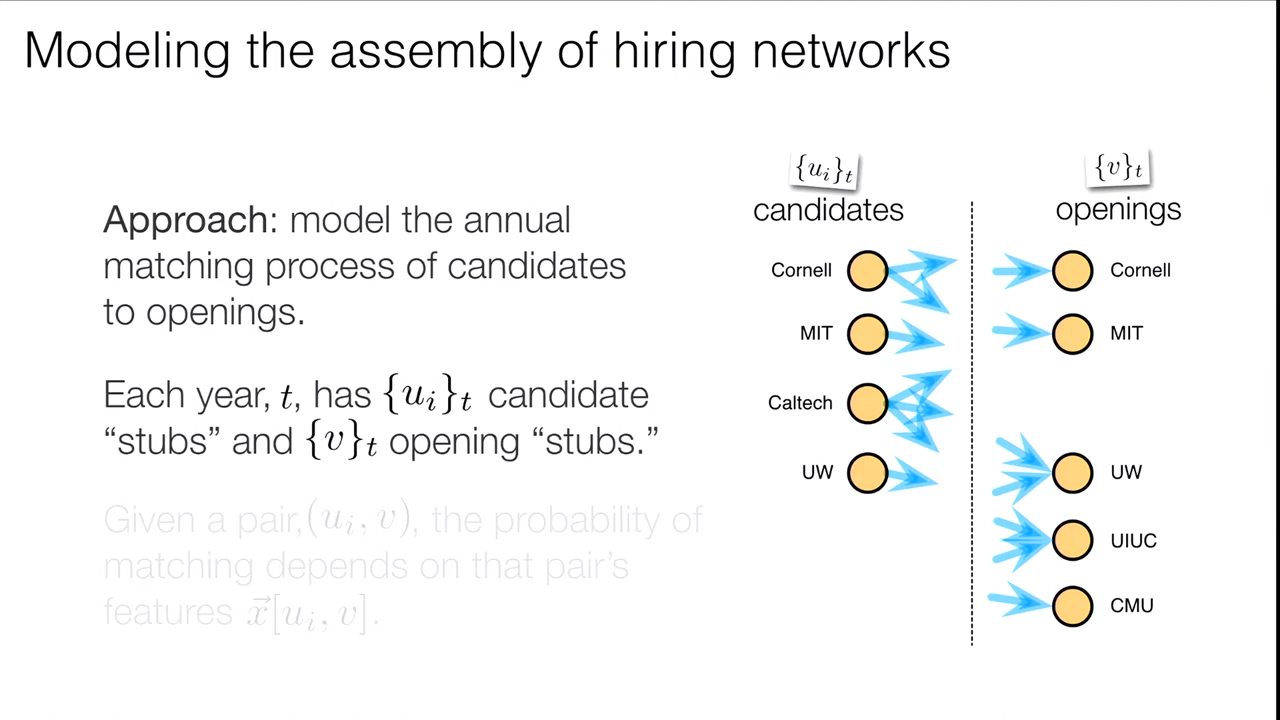 Modeling the assembly of hiring networks
Approach: model the annual
matching process of candidates
to openings.
Each year, t, has {u_i}_t candidate
“stubs” and {v}_t opening “stubs.”
Given a pair, (u_i, v), the probability of
matching depends on that pair’s
features \vec{x}[u_i, v].
{u_i}_t
candidates
Cornell
MIT
Caltech
UW
{v}_t
openings
Cornell
MIT
UW
UIUC
CMU